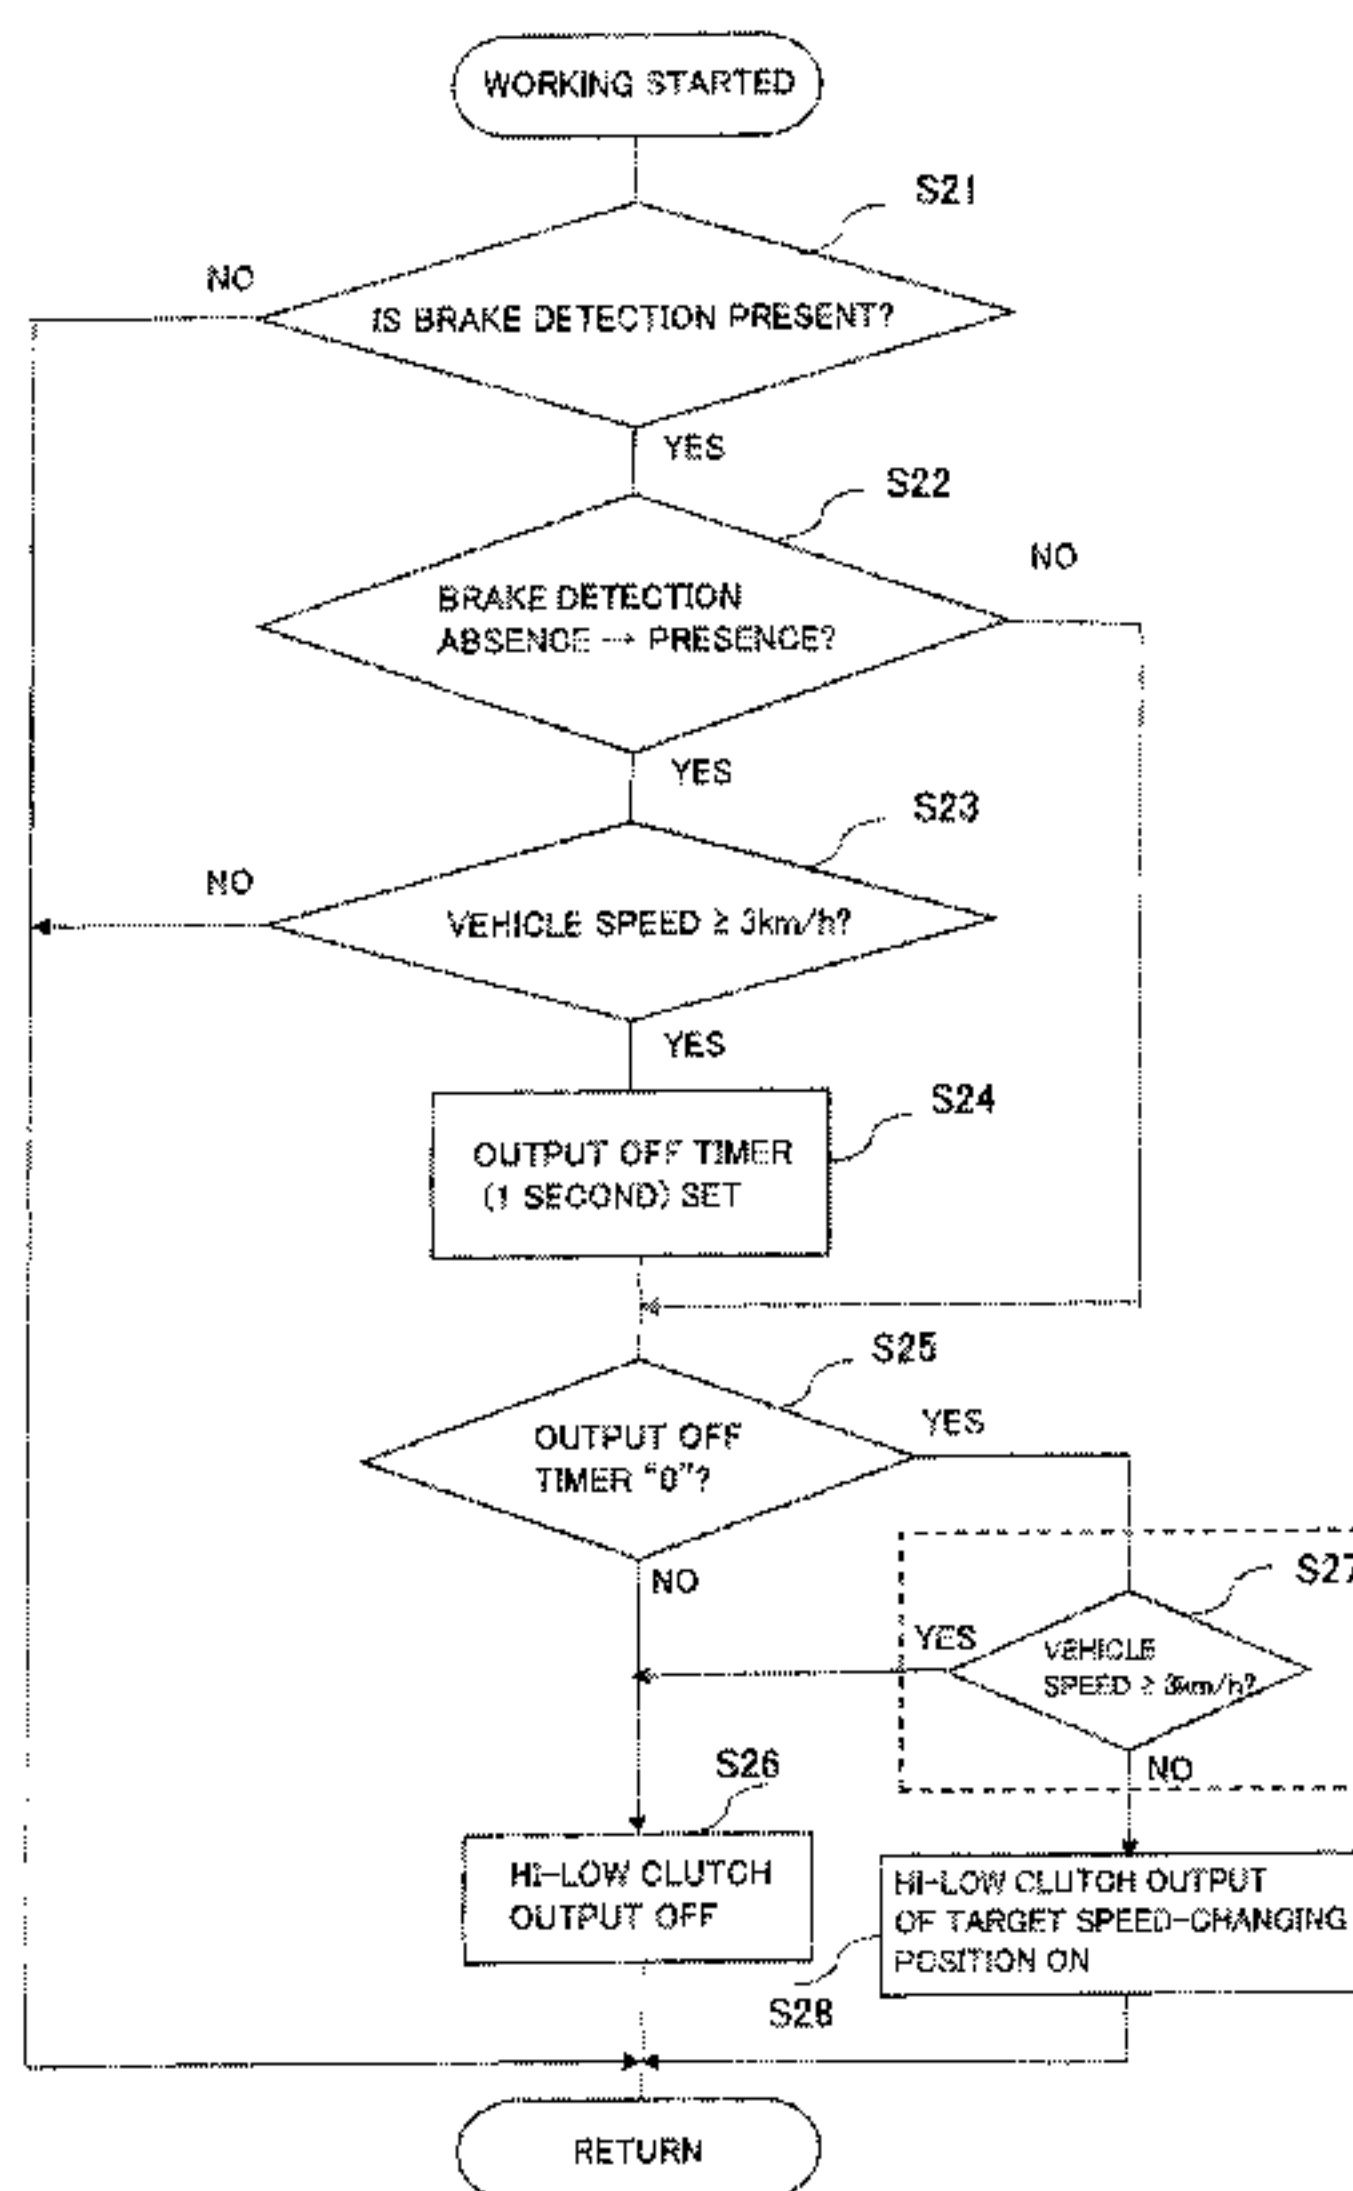 WORKING STARTED
S21
NO
IS BRAKE DETECTION PRESENT?
YES
S22
NO
BRAKE DETECTION
ABSENCE → PRESENCE?
YES
S23
NO
VEHICLE SPEED ≥ 3km/h?
YES
S24
OUTPUT OFF TIMER
(1 SECOND) SET
S25
YES
OUTPUT OFF
TIMER "0"?
NO
S27
YES
VEHICLE
SPEED ≥ 3km/h?
NO
S26
HI-LOW CLUTCH
OUTPUT OFF
HI-LOW CLUTCH OUTPUT
OF TARGET SPEED-CHANGING
POSITION ON
S28
RETURN